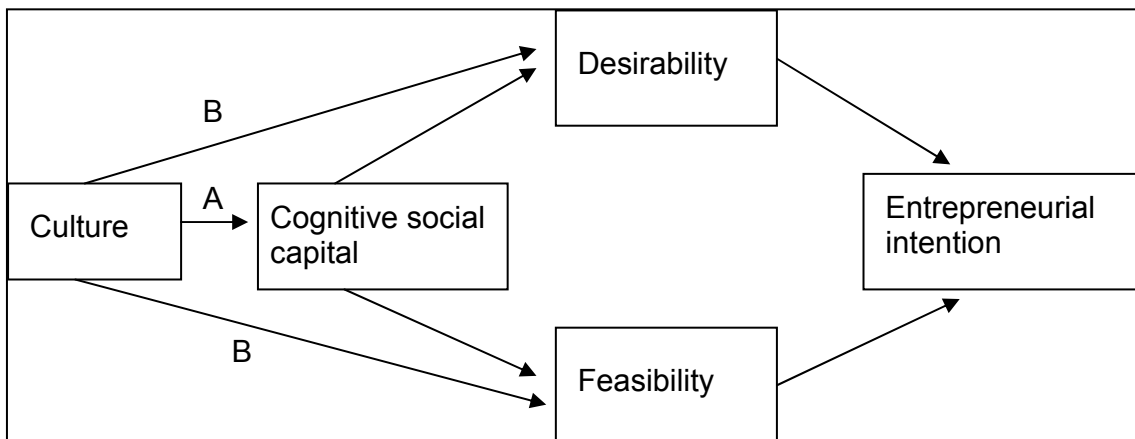 Desirability
B
A
Culture
Cognitive social
capital
Entrepreneurial
intention
B
Feasibility